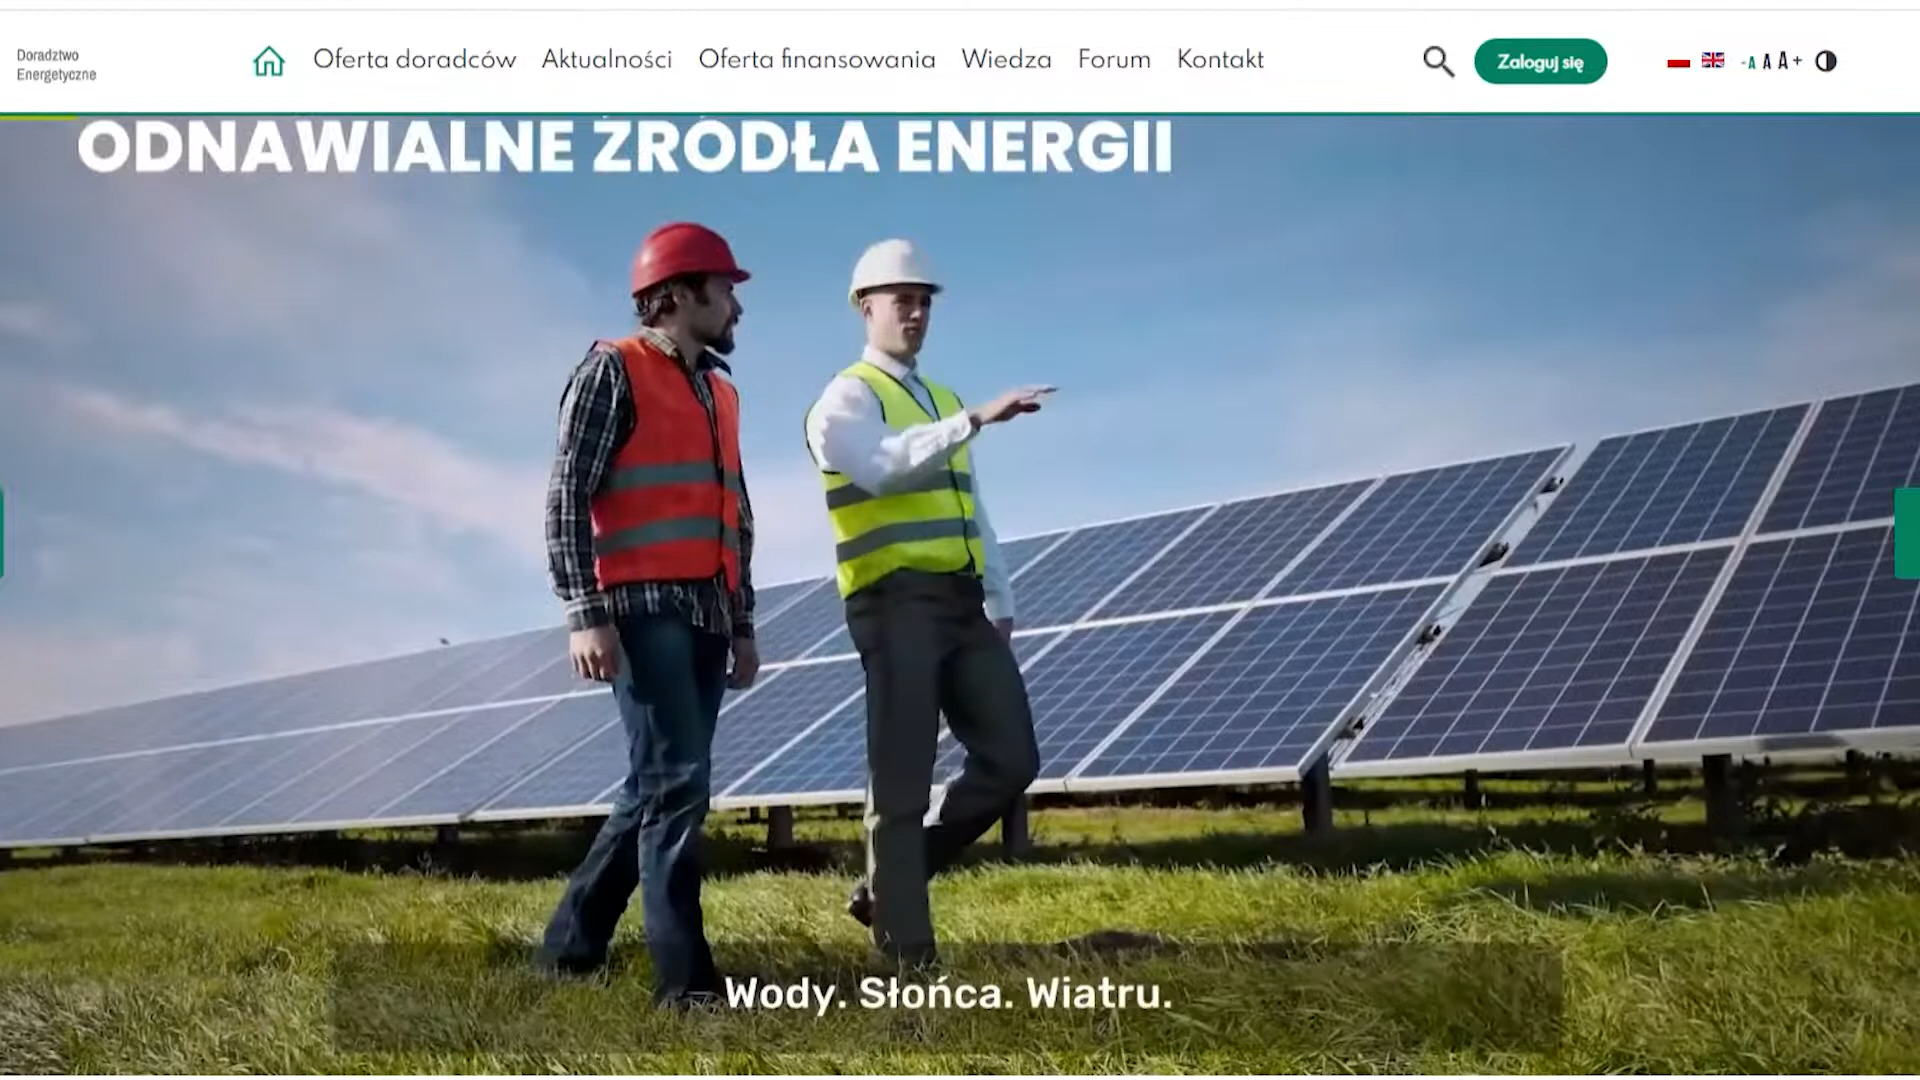 Doradztwo
Energetyczne
Oferta doradców Aktualności Oferta finansowania Wiedza Forum Kontakt
Zaloguj się
-A A A+
ODNAWIALNE ŹRÓDŁA ENERGII
Wody. Słońca. Wiatru.